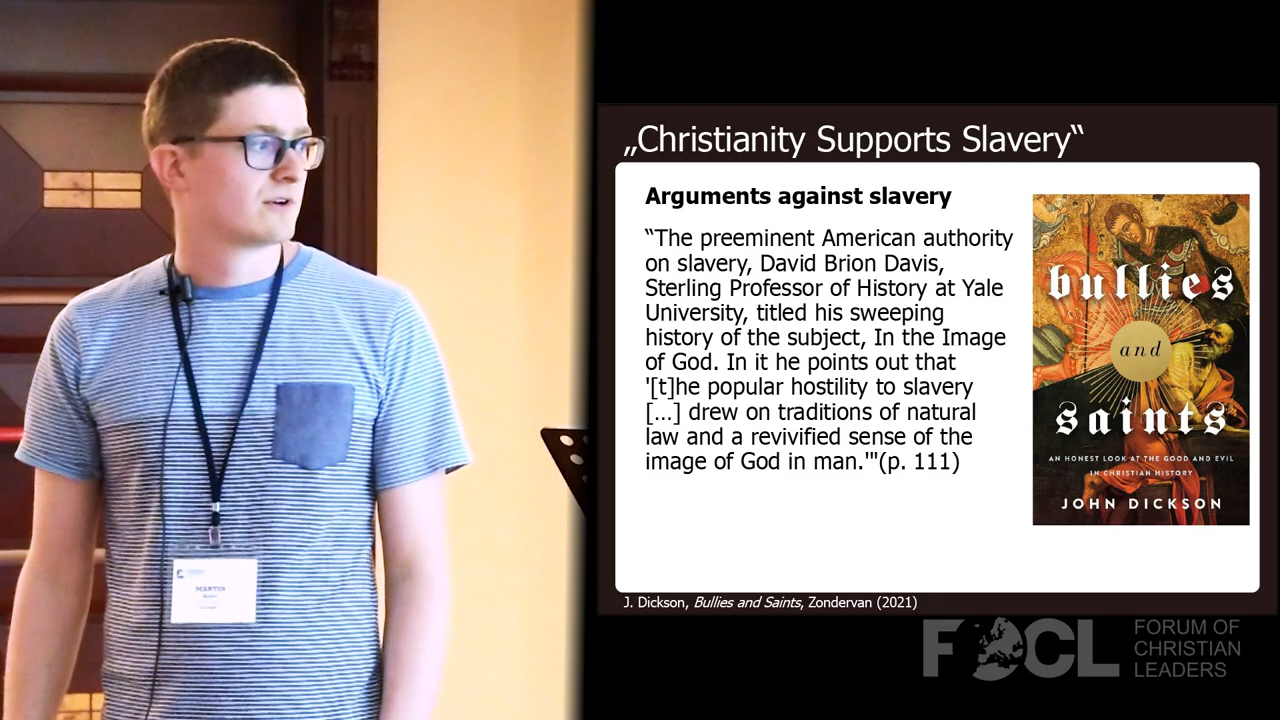 „Christianity Supports Slavery“
Arguments against slavery
“The preeminent American authority
on slavery, David Brion Davis,
Sterling Professor of History at Yale
University, titled his sweeping
history of the subject, In the Image
of God. In it he points out that
'[t]he popular hostility to slavery
[...] drew on traditions of natural
law and a revivified sense of the
image of God in man.'"(p. 111)
bullies
and
saints
AN HONEST LOOK AT THE GOOD AND EVIL
IN CHRISTIAN HISTORY
JOHN DICKSON
J. Dickson, Bullies and Saints, Zondervan (2021)
FOCL
FORUM OF
CHRISTIAN
LEADERS
MARTIN